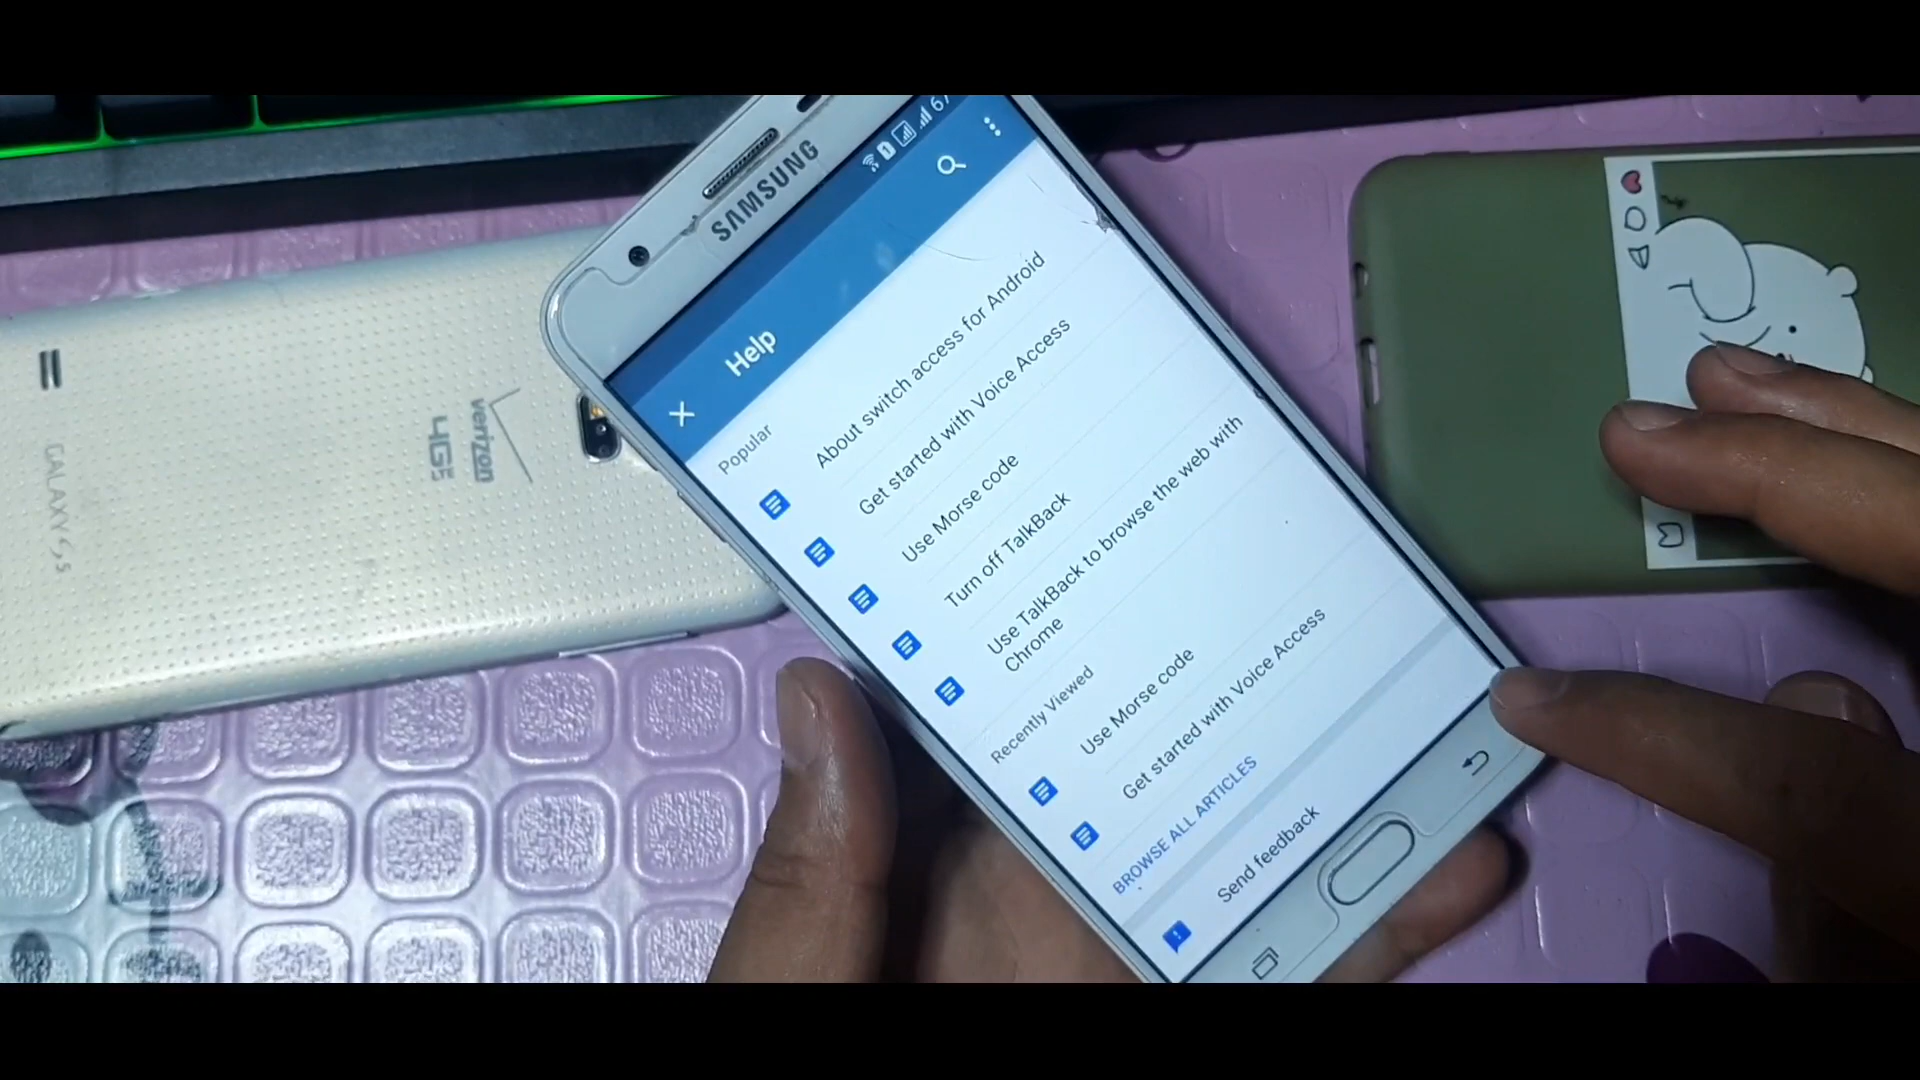 SAMSUNG
67
Help
Popular
About switch access for Android
Get started with Voice Access
Use Morse code
Turn off TalkBack
Use TalkBack to browse the web with
Chrome
Recently Viewed
Use Morse code
Get started with Voice Access
BROWSE ALL ARTICLES
Send feedback
GALAXY S5
verizon
4G